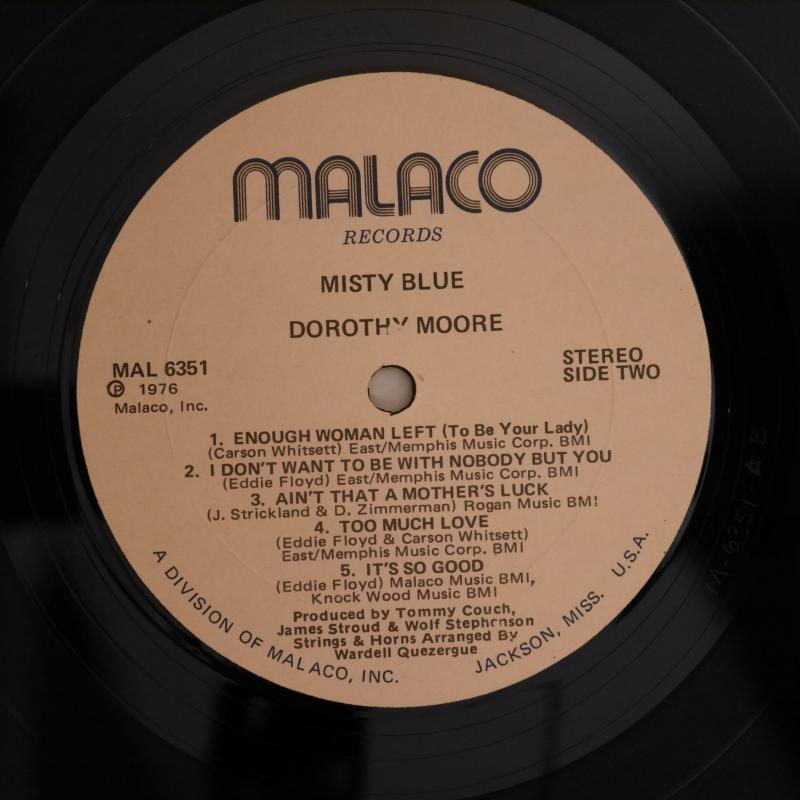 MALACO
RECORDS
MISTY BLUE
DOROTHY MOORE
MAL 6351
Ⓟ 1976
Malaco, Inc.
STEREO
SIDE TWO
1. ENOUGH WOMAN LEFT (To Be Your Lady)
(Carson Whitsett) East/Memphis Music Corp. BMI
2. I DON'T WANT TO BE WITH NOBODY BUT YOU
(Eddie Floyd) East/Memphis Music Corp. BMI
3. AIN'T THAT A MOTHER'S LUCK
(J. Strickland & D. Zimmerman) Rogan Music BMI
4. TOO MUCH LOVE
(Eddie Floyd & Carson Whitsett)
East/Memphis Music Corp. BMI
5. IT'S SO GOOD
(Eddie Floyd) Malaco Music BMI,
Knock Wood Music BMI
Produced by Tommy Couch,
James Stroud & Wolf Stephenson
Strings & Horns Arranged By
Wardell Quezergue
A DIVISION OF MALACO, INC.
JACKSON, MISS. U.S.A.